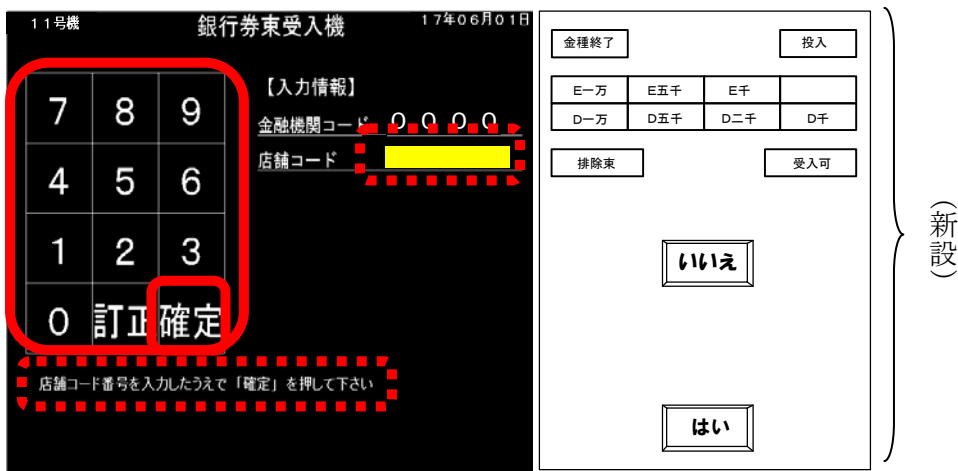 11号機 銀行券束受入機 17年06月01日
【入力情報】
金融機関コード 0000
店舗コード
7 8 9
4 5 6
1 2 3
0 訂正 確定
店舗コード番号を入力したうえで「確定」を押して下さい
金種終了 投入
E一万 E五千 E千
D一万 D五千 D二千 D千
排除束 受入可
いいえ
はい
（新設）